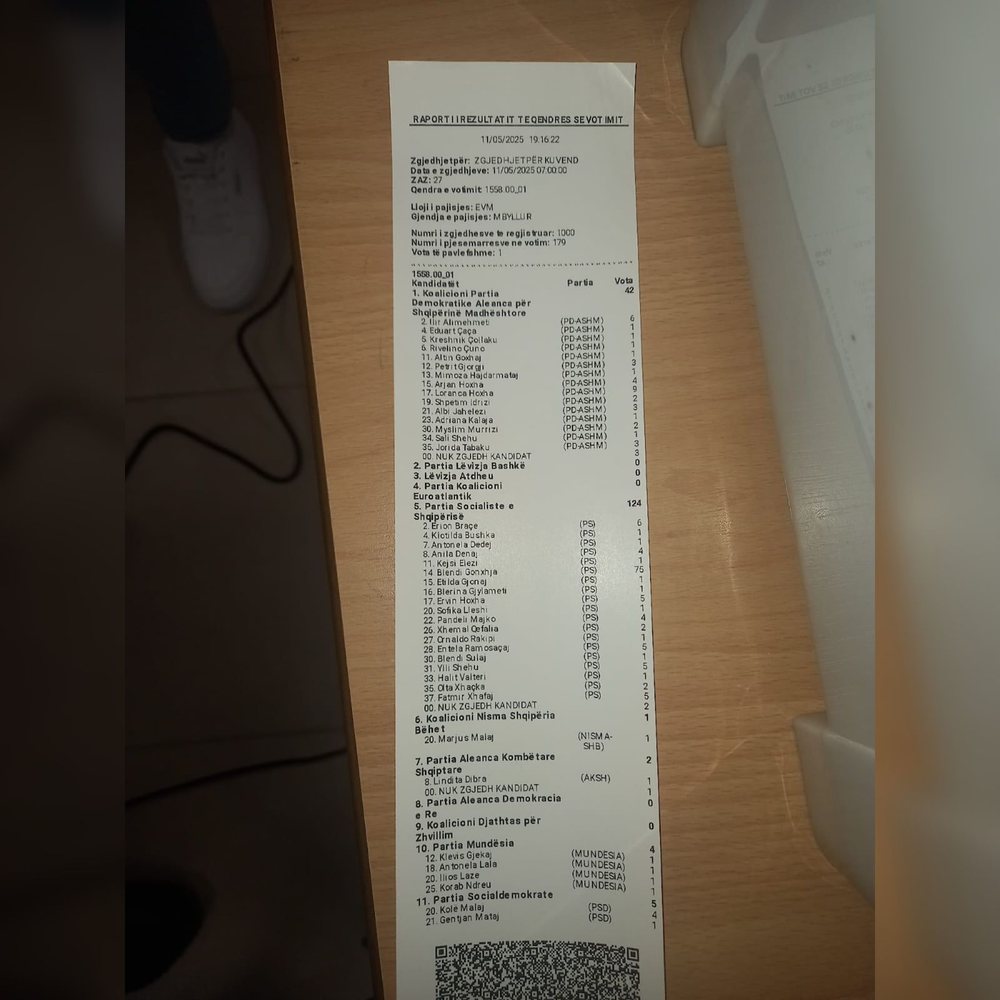 RAPORTI I REZULTATIT TE QENDRES SE VOTIMIT
11/05/2025 19:16:22
Zgjedhjet për: ZGJEDHJET PËR KUVEND
Data e zgjedhjeve: 11/05/2025 07:00:00
ZAZ: 27
Qendra e votimit: 1558.00_01
Lloji i pajisjes: EVM
Gjendja e pajisjes: MBYLLUR
Numri i zgjedhesve te regjistruar: 1000
Numri i pjesemarresve ne votim: 179
Vota të pavlefshme: 1
1558.00_01
Kandidatët Partia Vota
1. Koalicioni Partia 42
Demokratike Aleanca për
Shqipërinë Madhështore
2. Ilir Alimehmeti (PD-ASHM) 6
4. Eduart Çaça (PD-ASHM) 1
5. Kreshnik Çollaku (PD-ASHM) 1
6. Rivelino Çuno (PD-ASHM) 1
11. Altin Goxhaj (PD-ASHM) 1
12. Petrit Gjorgji (PD-ASHM) 3
13. Mimoza Hajdarmataj (PD-ASHM) 1
15. Arjan Hoxha (PD-ASHM) 4
17. Loranca Hoxha (PD-ASHM) 9
19. Shpetim Idrizi (PD-ASHM) 2
21. Albi Jahelezi (PD-ASHM) 3
23. Adriana Kalaja (PD-ASHM) 1
30. Myslim Murrizi (PD-ASHM) 2
34. Sali Shehu (PD-ASHM) 1
35. Jorida Tabaku (PD-ASHM) 3
00. NUK ZGJEDH KANDIDAT 3
2. Partia Lëvizja Bashkë 0
3. Lëvizja Atdheu 0
4. Partia Koalicioni 0
Euroatlantik
5. Partia Socialiste e 124
Shqipërisë
2. Erion Braçe (PS) 6
4. Klotilda Bushka (PS) 1
7. Antonela Dedej (PS) 1
8. Anila Denaj (PS) 4
11. Kejsi Elezi (PS) 1
14. Blendi Gonxhja (PS) 75
15. Etilda Gjonaj (PS) 1
16. Blerina Gjylameti (PS) 1
17. Ervin Hoxha (PS) 5
20. Sofika Lleshi (PS) 1
22. Pandeli Majko (PS) 4
26. Xhemal Qefalia (PS) 2
27. Ornaldo Rakipi (PS) 1
28. Entela Ramosaçaj (PS) 5
30. Blendi Sulaj (PS) 1
31. Ylli Shehu (PS) 5
33. Halit Valteri (PS) 1
35. Olta Xhaçka (PS) 2
37. Fatmir Xhafaj (PS) 5
00. NUK ZGJEDH KANDIDAT 2
6. Koalicioni Nisma Shqipëria 1
Bëhet
20. Marjus Malaj (NISMA- 1
SHB)
7. Partia Aleanca Kombëtare 2
Shqiptare
8. Lindita Dibra (AKSH) 1
00. NUK ZGJEDH KANDIDAT 1
8. Partia Aleanca Demokracia 0
e Re
9. Koalicioni Djathtas për 0
Zhvillim
10. Partia Mundësia 4
12. Klevis Gjekaj (MUNDESIA) 1
18. Antonela Lala (MUNDESIA) 1
20. Ilios Laze (MUNDESIA) 1
25. Korab Ndreu (MUNDESIA) 1
11. Partia Socialdemokrate 5
20. Kole Malaj (PSD) 4
21. Gentjan Mataj (PSD) 1